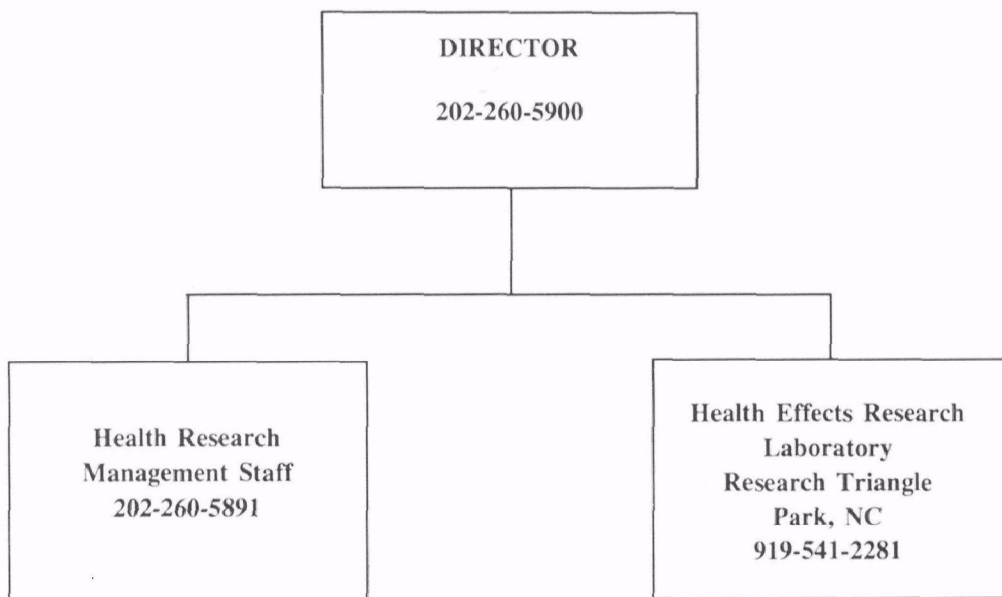 DIRECTOR
202-260-5900
Health Research
Management Staff
202-260-5891
Health Effects Research
Laboratory
Research Triangle
Park, NC
919-541-2281